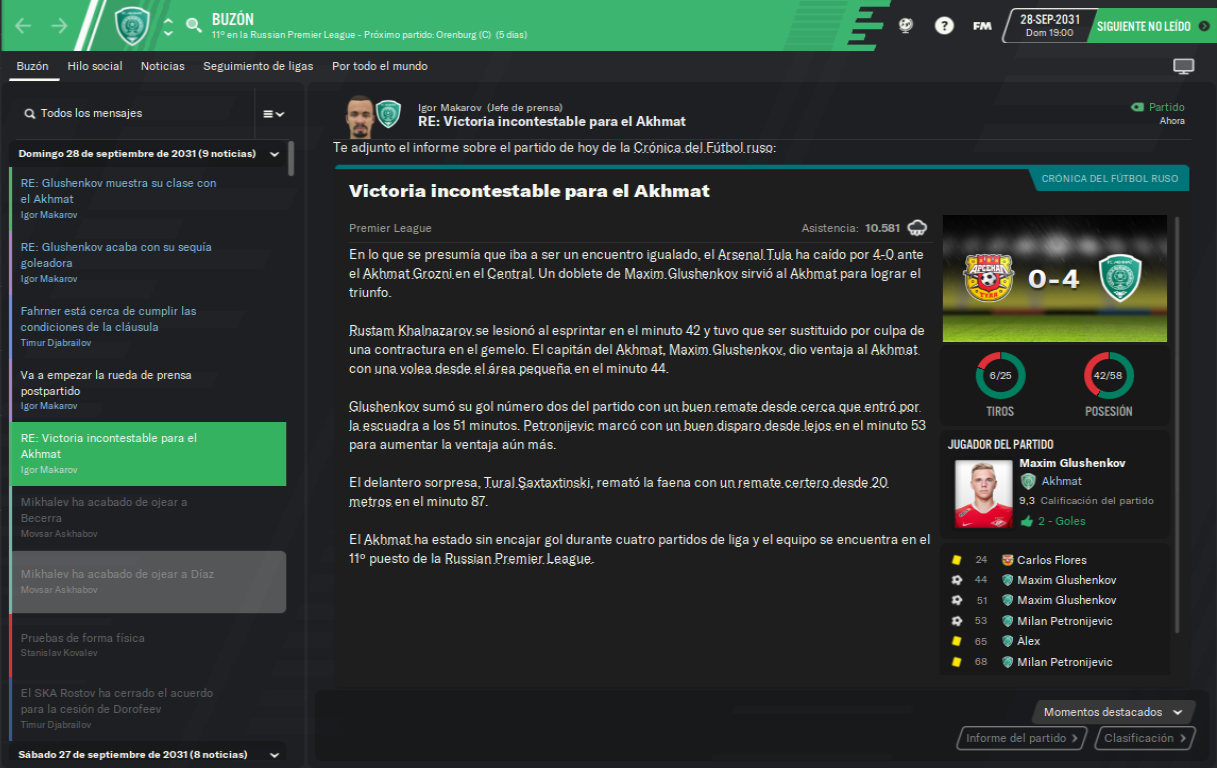 BUZÓN
11º en la Russian Premier League - Próximo partido: Orenburg (C) (5 días)
?
FM
28-SEP-2031
Dom 19:00
SIGUIENTE NO LEÍDO
Buzón
Hilo social
Noticias
Seguimiento de ligas
Por todo el mundo
Todos los mensajes
Domingo 28 de septiembre de 2031 (9 noticias)
RE: Glushenkov muestra su clase con
el Akhmat
Igor Makarov
RE: Glushenkov acaba con su sequía
goleadora
Igor Makarov
Fahrner está cerca de cumplir las
condiciones de la cláusula
Timur Djabrailov
Va a empezar la rueda de prensa
postpartido
Igor Makarov
RE: Victoria incontestable para el
Akhmat
Igor Makarov
Mikhalev ha acabado de ojear a
Becerra
Movsar Askhabov
Mikhalev ha acabado de ojear a Díaz
Movsar Askhabov
Pruebas de forma física
Stanislav Kovalev
El SKA Rostov ha cerrado el acuerdo
para la cesión de Dorofeev
Timur Djabrailov
Sábado 27 de septiembre de 2031 (8 noticias)
Igor Makarov (Jefe de prensa)
RE: Victoria incontestable para el Akhmat
Partido
Ahora
Te adjunto el informe sobre el partido de hoy de la Crónica del Fútbol ruso:
CRÓNICA DEL FÚTBOL RUSO
Victoria incontestable para el Akhmat
Premier League
Asistencia: 10.581
En lo que se presumía que iba a ser un encuentro igualado, el Arsenal Tula ha caído por 4-0 ante
el Akhmat Grozni en el Central. Un doblete de Maxim Glushenkov sirvió al Akhmat para lograr el
triunfo.
Rustam Khalnazarov se lesionó al esprintar en el minuto 42 y tuvo que ser sustituido por culpa de
una contractura en el gemelo. El capitán del Akhmat, Maxim Glushenkov, dio ventaja al Akhmat
con una volea desde el área pequeña en el minuto 44.
Glushenkov sumó su gol número dos del partido con un buen remate desde cerca que entró por
la escuadra a los 51 minutos. Petronijevic marcó con un buen disparo desde lejos en el minuto 53
para aumentar la ventaja aún más.
El delantero sorpresa, Tural Şaxtaxtinski, remató la faena con un remate certero desde 20
metros en el minuto 87.
El Akhmat ha estado sin encajar gol durante cuatro partidos de liga y el equipo se encuentra en el
11º puesto de la Russian Premier League.
0-4
6/25
TIROS
42/58
POSESIÓN
JUGADOR DEL PARTIDO
Maxim Glushenkov
Akhmat
9,3 Calificación del partido
2 - Goles
24 Carlos Flores
44 Maxim Glushenkov
51 Maxim Glushenkov
53 Milan Petronijevic
65 Àlex
68 Milan Petronijevic
Momentos destacados
Informe del partido
Clasificación